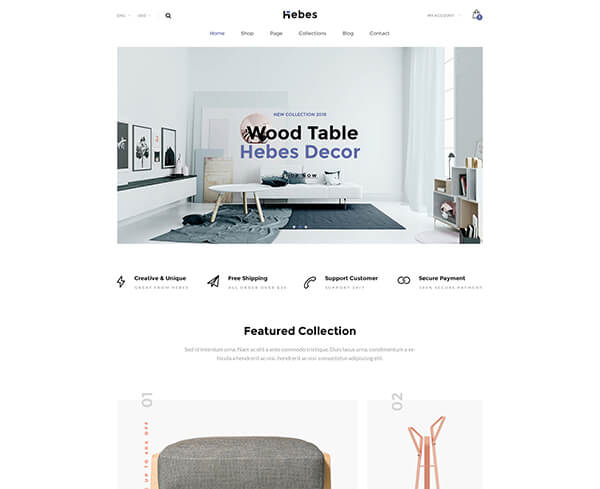 ENG
USD
Hebes
MY ACCOUNT
1
Home Shop Page Collections Blog Contact
NEW COLLECTION 2018
Wood Table
Hebes Decor
Shop Now
Creative & Unique
GREAT FROM HEBES
Free Shipping
ALL ORDER OVER $20
Support Customer
SUPPORT 24/7
Secure Payment
100% SECURE PAYMENT
Featured Collection
Sed id interdum urna. Nam ac elit a ante commodo tristique. Duis lacus urna, condimentum a ve-
hicula a hendrerit ac nisi. hendrerit ac nisi consectetur adipiscing elit.
01
UP TO 40% OFF
02